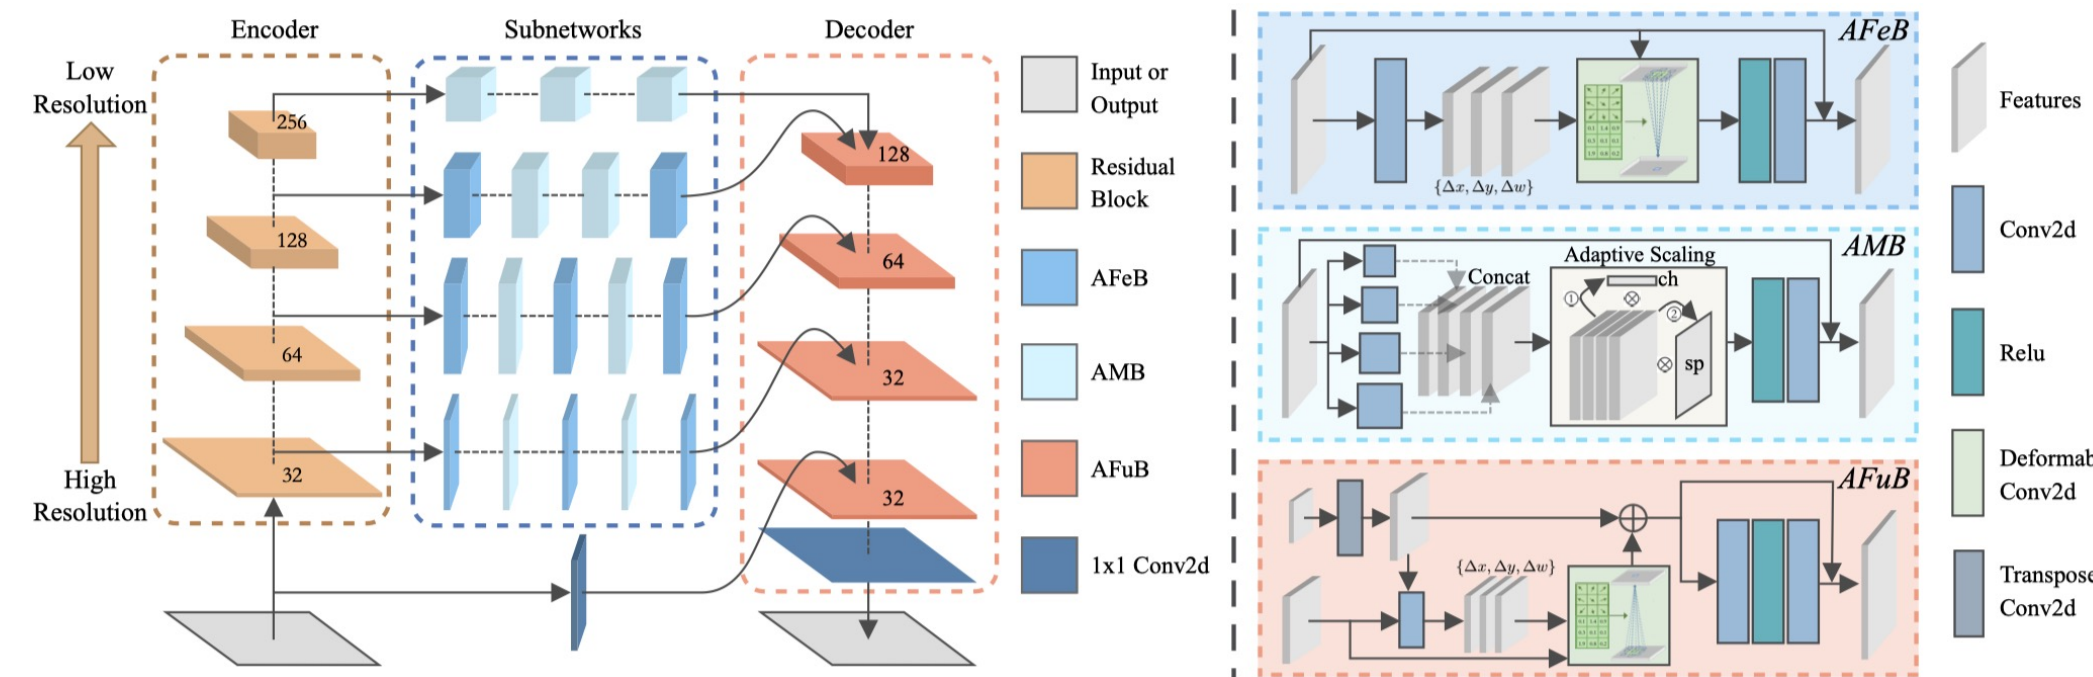 Encoder
Subnetworks
Decoder
Low
Resolution
High
Resolution
256
128
64
32
128
64
32
32
Input or
Output
Residual
Block
AFeB
AMB
AFuB
1x1 Conv2d
AFeB
{Δx, Δy, Δw}
AMB
Adaptive Scaling
Concat
①
ch
⊗
②
⊗
sp
AFuB
{Δx, Δy, Δw}
Features
Conv2d
Relu
Deformab
Conv2d
Transpose
Conv2d